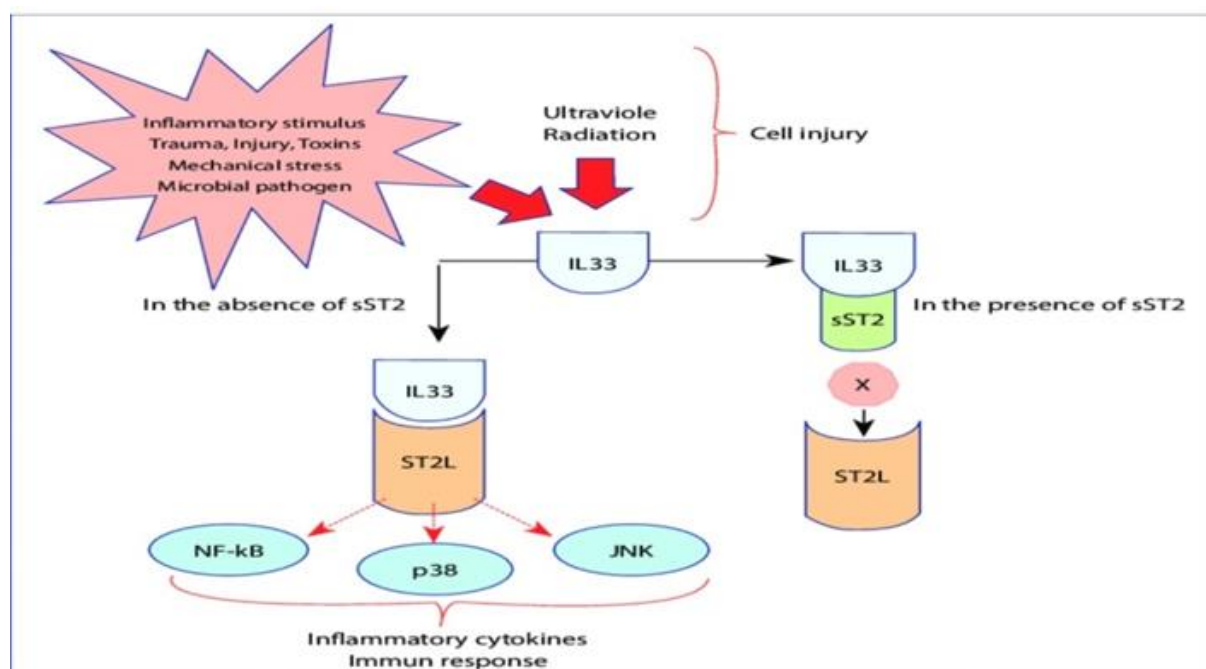 Inflammatory stimulus
Trauma, Injury, Toxins
Mechanical stress
Microbial pathogen
Ultraviole
Radiation
Cell injury
IL33
IL33
In the absence of sST2
sST2
In the presence of sST2
IL33
X
ST2L
ST2L
NF-kB
p38
JNK
Inflammatory cytokines
Immun response